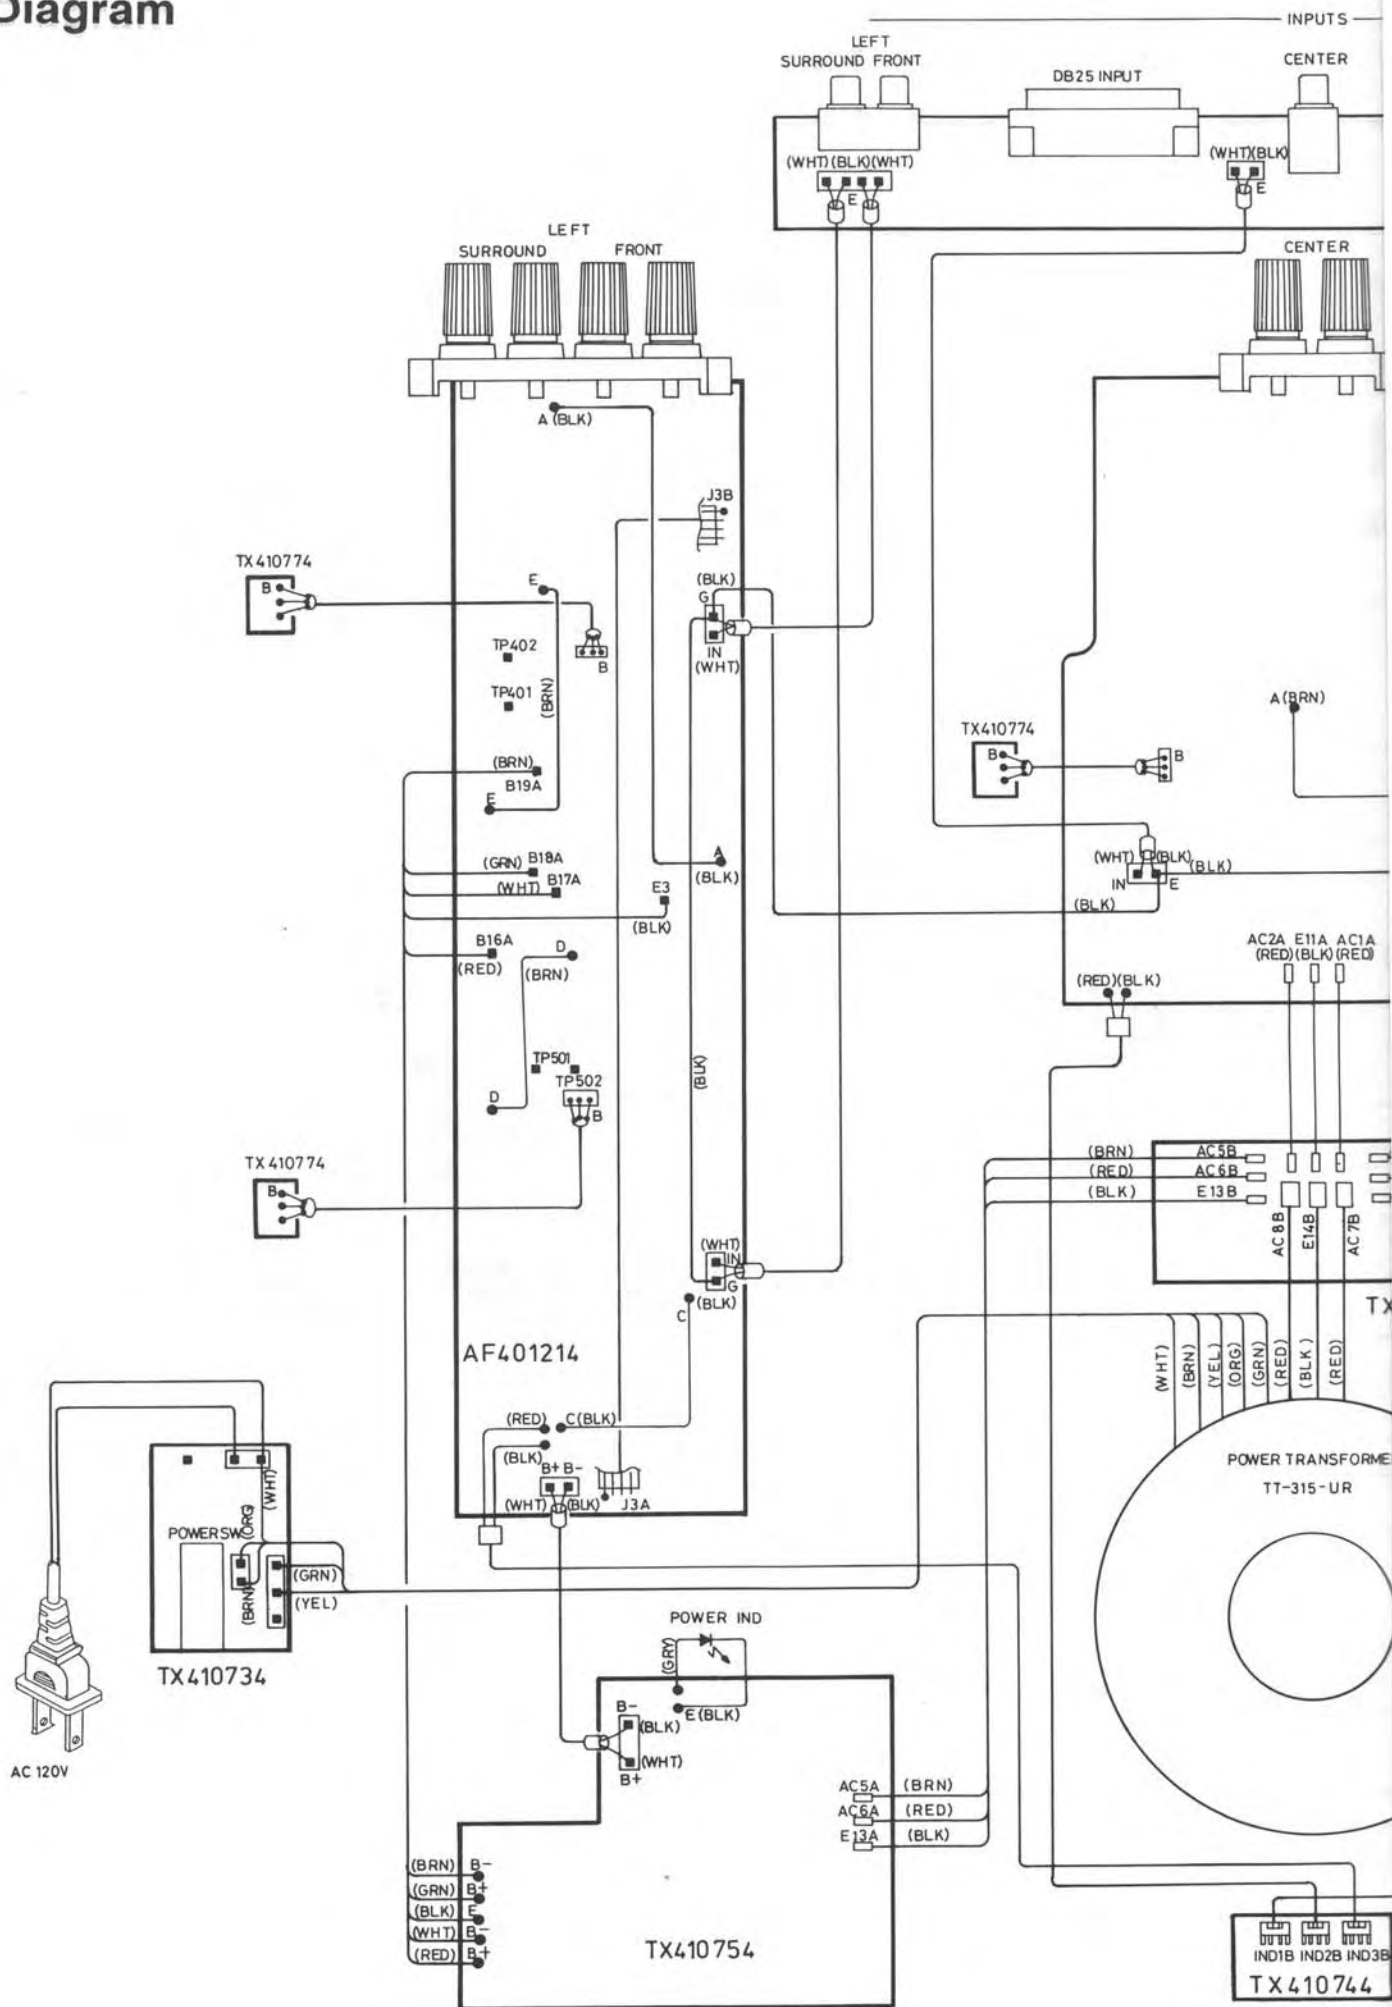 Diagram
INPUTS
LEFT
SURROUND FRONT
CENTER
DB25 INPUT
(WHT)(BLK)(WHT)
E
(WHT)(BLK)
E
LEFT
SURROUND
FRONT
CENTER
A (BLK)
J3B
TX410774
B
E
(BLK)
G
IN
(WHT)
TP402
B
TP401
(BRN)
A(BRN)
TX410774
B
B
(BRN)
B19A
E
A
(BLK)
(GRN) B18A
(WHT) B17A
E3
(BLK)
(WHT) (BLK)
(BLK)
IN
E
(BLK)
B16A
(RED)
D
(BRN)
AC2A E11A AC1A
(RED)(BLK)(RED)
(RED)(BLK)
TP501
TP502
B
D
(BLK)
TX410774
B
(BRN)
AC5B
(RED)
AC6B
(BLK)
E13B
AC8B
E14B
AC7B
(WHT)
IN
G
(BLK)
C
TX
AF401214
(WHT)
(BRN)
(YEL)
(ORG)
(GRN)
(RED)
(BLK)
(RED)
(RED)
C(BLK)
(BLK)
B+ B-
(WHT)
(BLK)
J3A
POWER TRANSFORME
TT-315-UR
(WHT)
POWER SW
(ORG)
(BRN)
(GRN)
(YEL)
TX410734
AC 120V
POWER IND
(GRY)
E(BLK)
B-
(BLK)
(WHT)
B+
AC5A (BRN)
AC6A (RED)
E13A (BLK)
(BRN) B-
(GRN) B+
(BLK) E
(WHT) B-
(RED) B+
TX410754
IND1B IND2B IND3B
TX410744